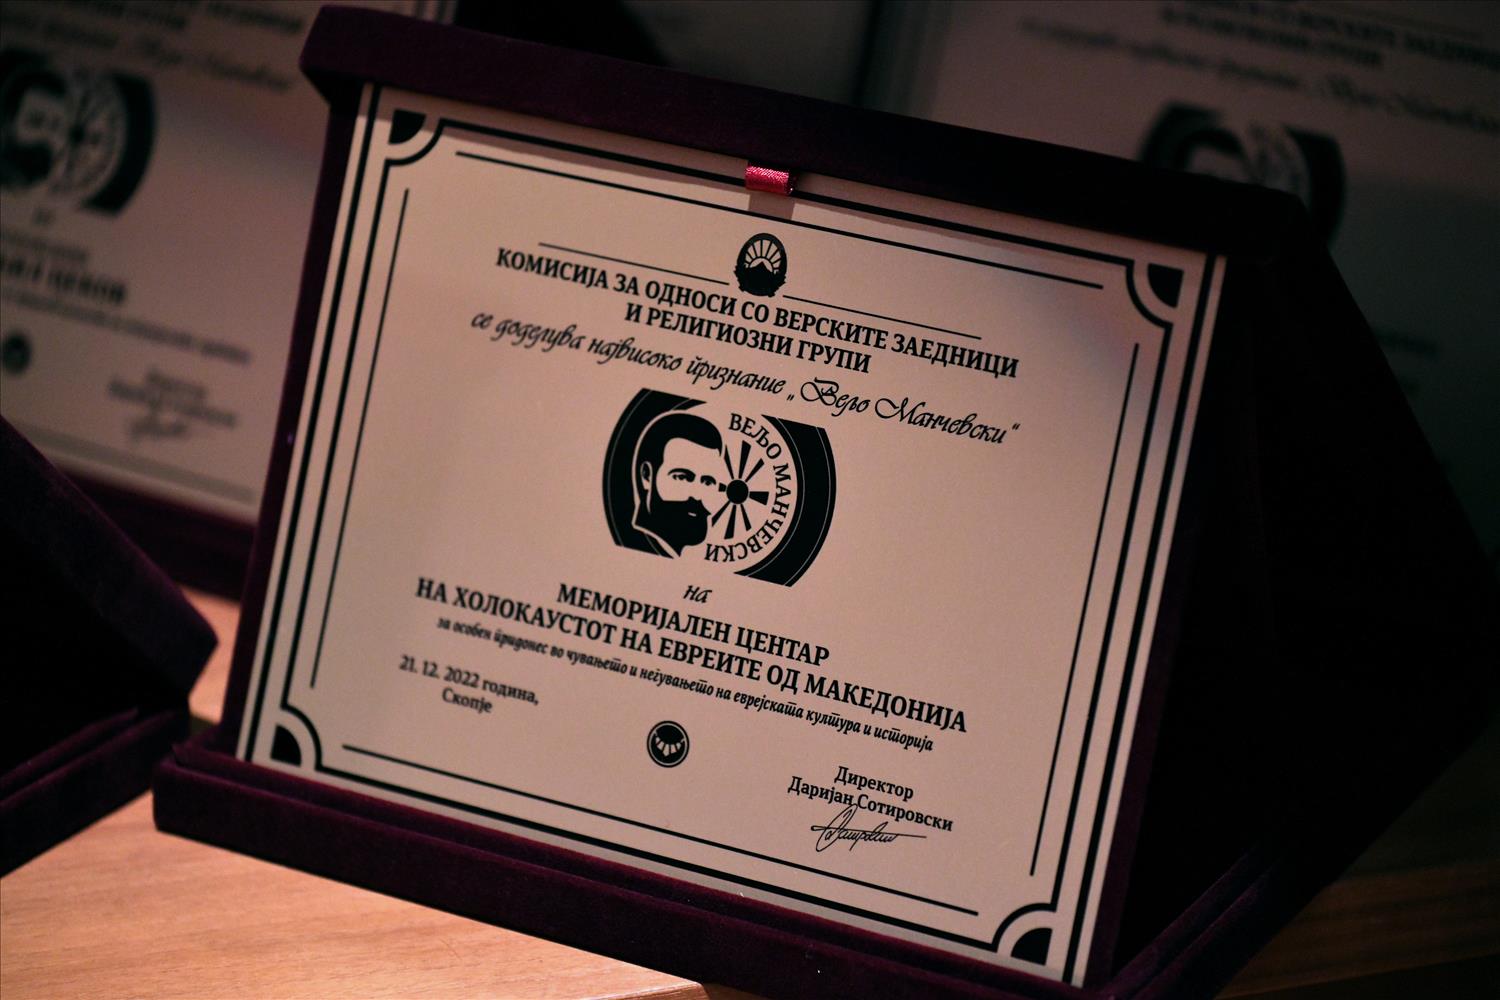 КОМИСИЈА ЗА ОДНОСИ СО ВЕРСКИТЕ ЗАЕДНИЦИ
И РЕЛИГИОЗНИ ГРУПИ
се доделува највисоко признание „Вељо Манчевски“
ВЕЉО МАНЧЕВСКИ
на
МЕМОРИЈАЛЕН ЦЕНТАР
НА ХОЛОКАУСТОТ НА ЕВРЕИТЕ ОД МАКЕДОНИЈА
за особен придонес во чувањето и негувањето на еврејската култура и историја
21. 12. 2022 година,
Скопје
Директор
Даријан Сотировски